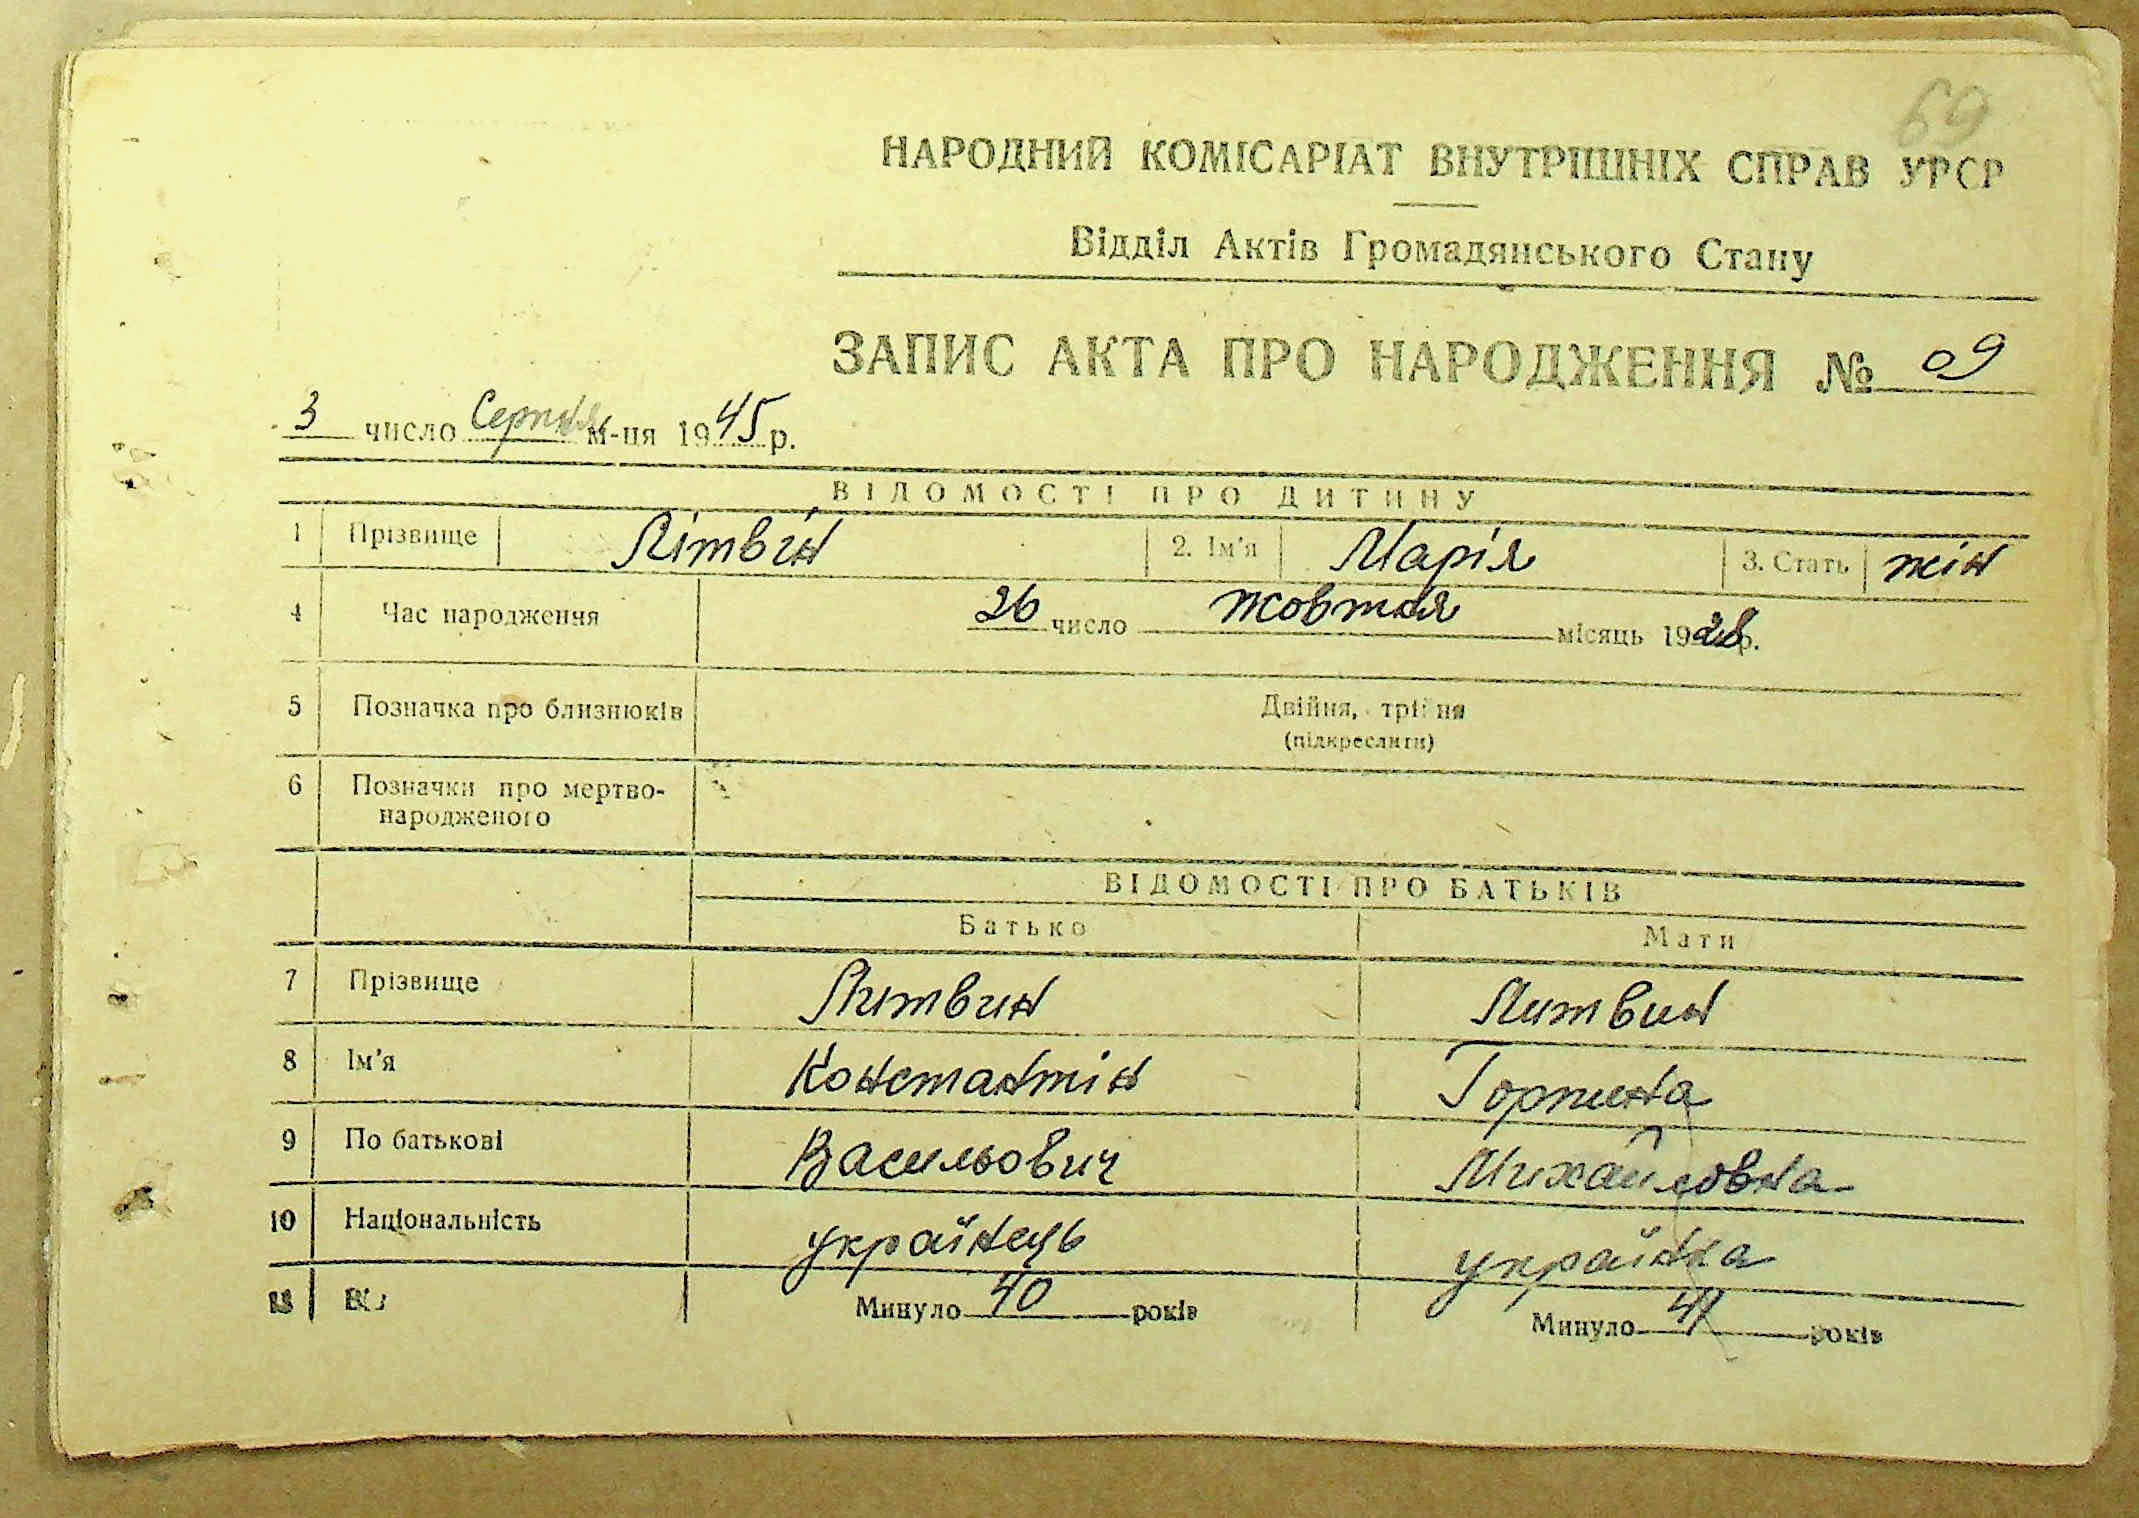 69
НАРОДНИЙ КОМІСАРІАТ ВНУТРІШНІХ СПРАВ УРСР
Відділ Актів Громадянського Стану
ЗАПИС АКТА ПРО НАРОДЖЕННЯ № 09
3 число Серпня м-ця 1945 р.
ВІДОМОСТІ ПРО ДИТИНУ
1 Прізвище Літвін 2. Ім'я Марія 3. Стать жін
4 Час народження 26 число жовтня місяць 1928 р.
5 Позначка про близнюків Двійня, трійня
(підкреслити)
6 Позначки про мертво-
народженого
ВІДОМОСТІ ПРО БАТЬКІВ
Батько Мати
7 Прізвище Литвин Литвин
8 Ім'я Константін Горпина
9 По батькові Васильович Михайловна
10 Національність українець українка
Минуло 40 років Минуло 41 років